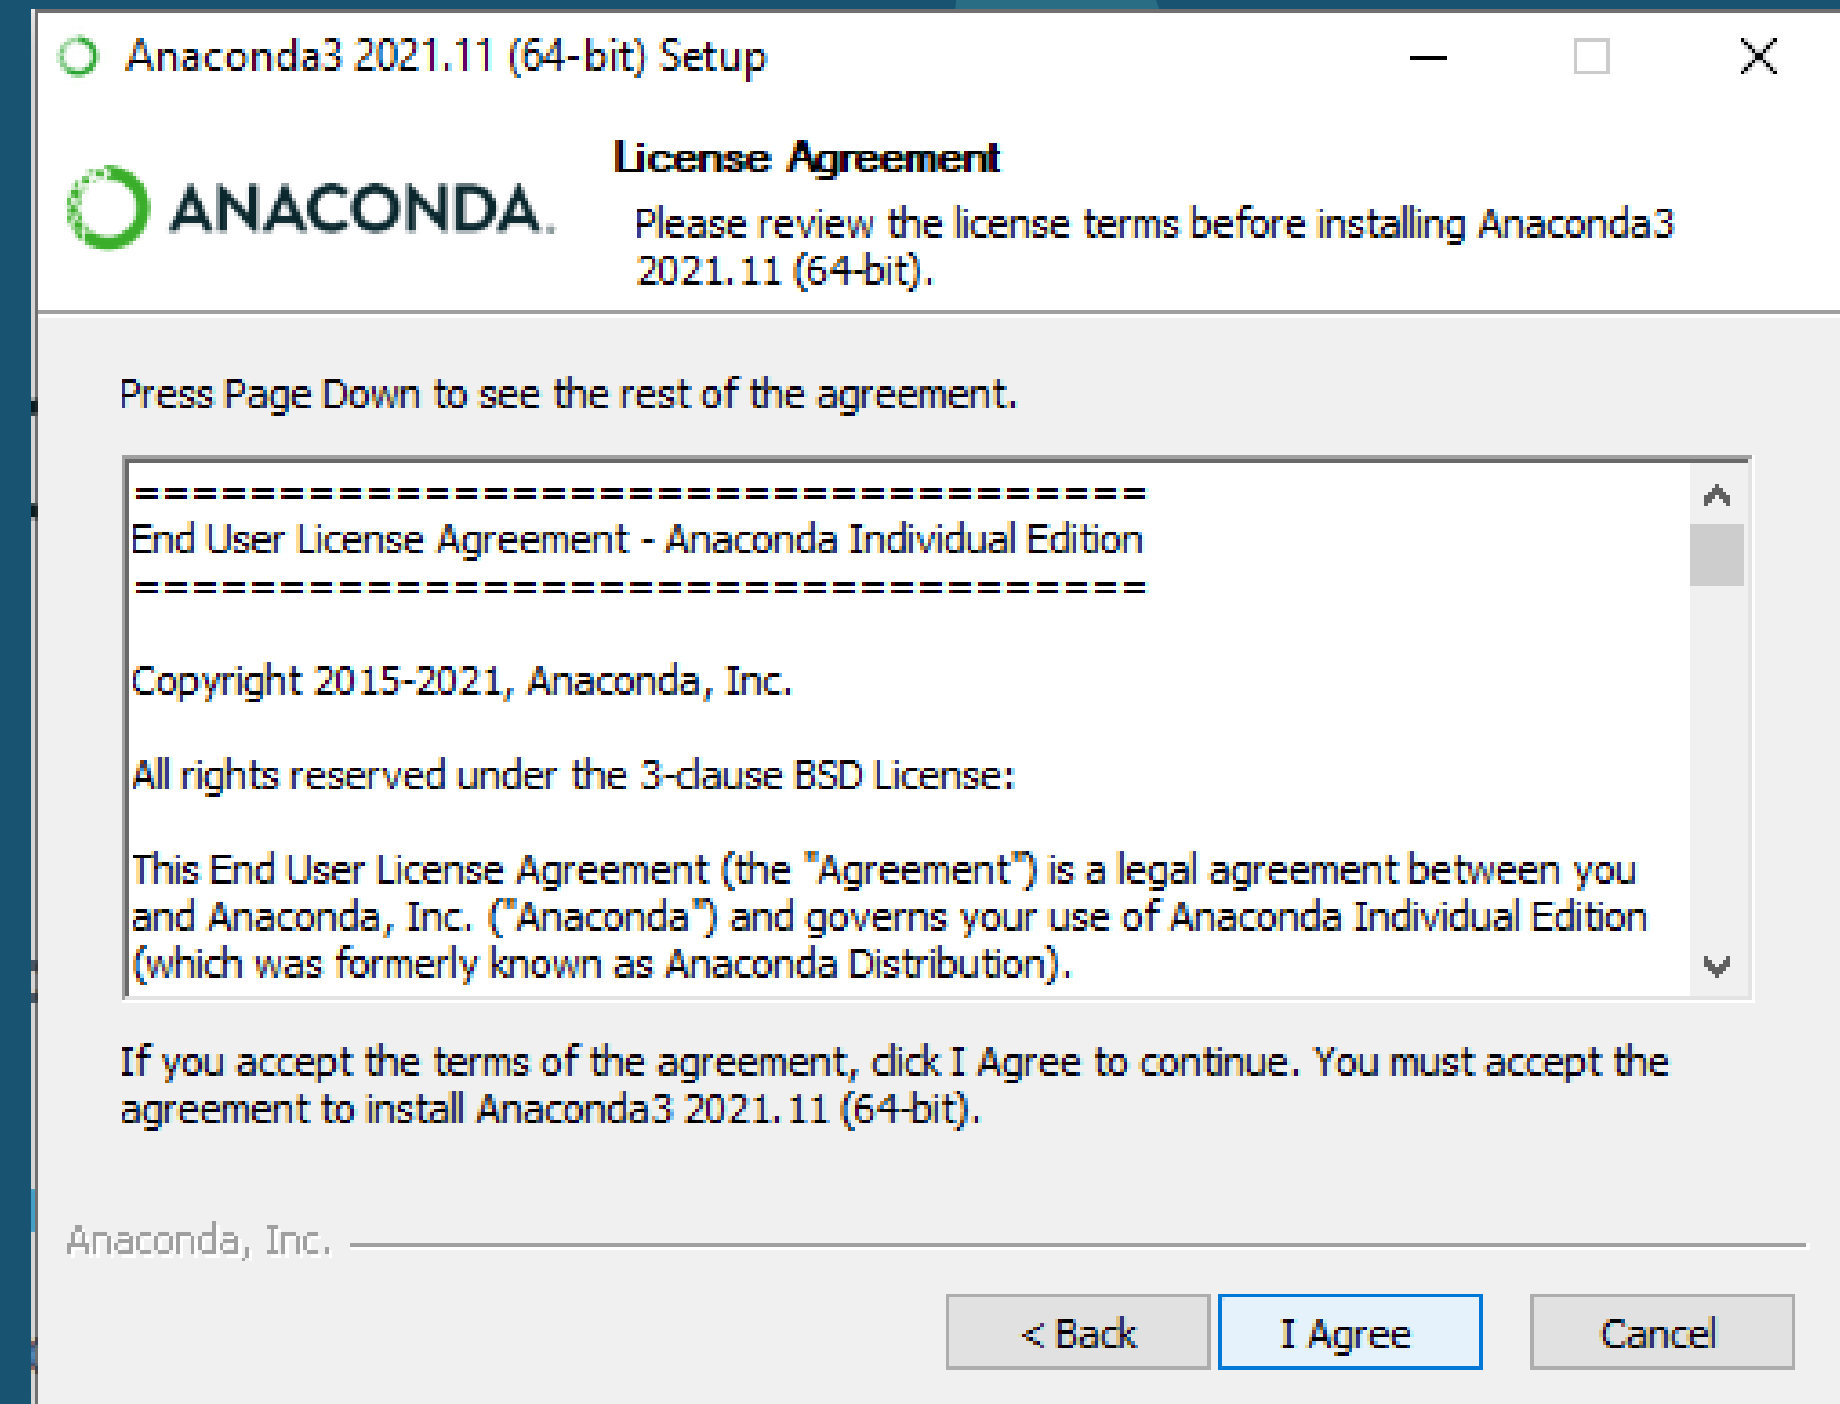 Anaconda3 2021.11 (64-bit) Setup
ANACONDA.
License Agreement
Please review the license terms before installing Anaconda3
2021.11 (64-bit).
Press Page Down to see the rest of the agreement.
===================================
End User License Agreement - Anaconda Individual Edition
===================================
Copyright 2015-2021, Anaconda, Inc.
All rights reserved under the 3-clause BSD License:
This End User License Agreement (the "Agreement") is a legal agreement between you
and Anaconda, Inc. ("Anaconda") and governs your use of Anaconda Individual Edition
(which was formerly known as Anaconda Distribution).
If you accept the terms of the agreement, click I Agree to continue. You must accept the
agreement to install Anaconda3 2021.11 (64-bit).
Anaconda, Inc.
< Back
I Agree
Cancel